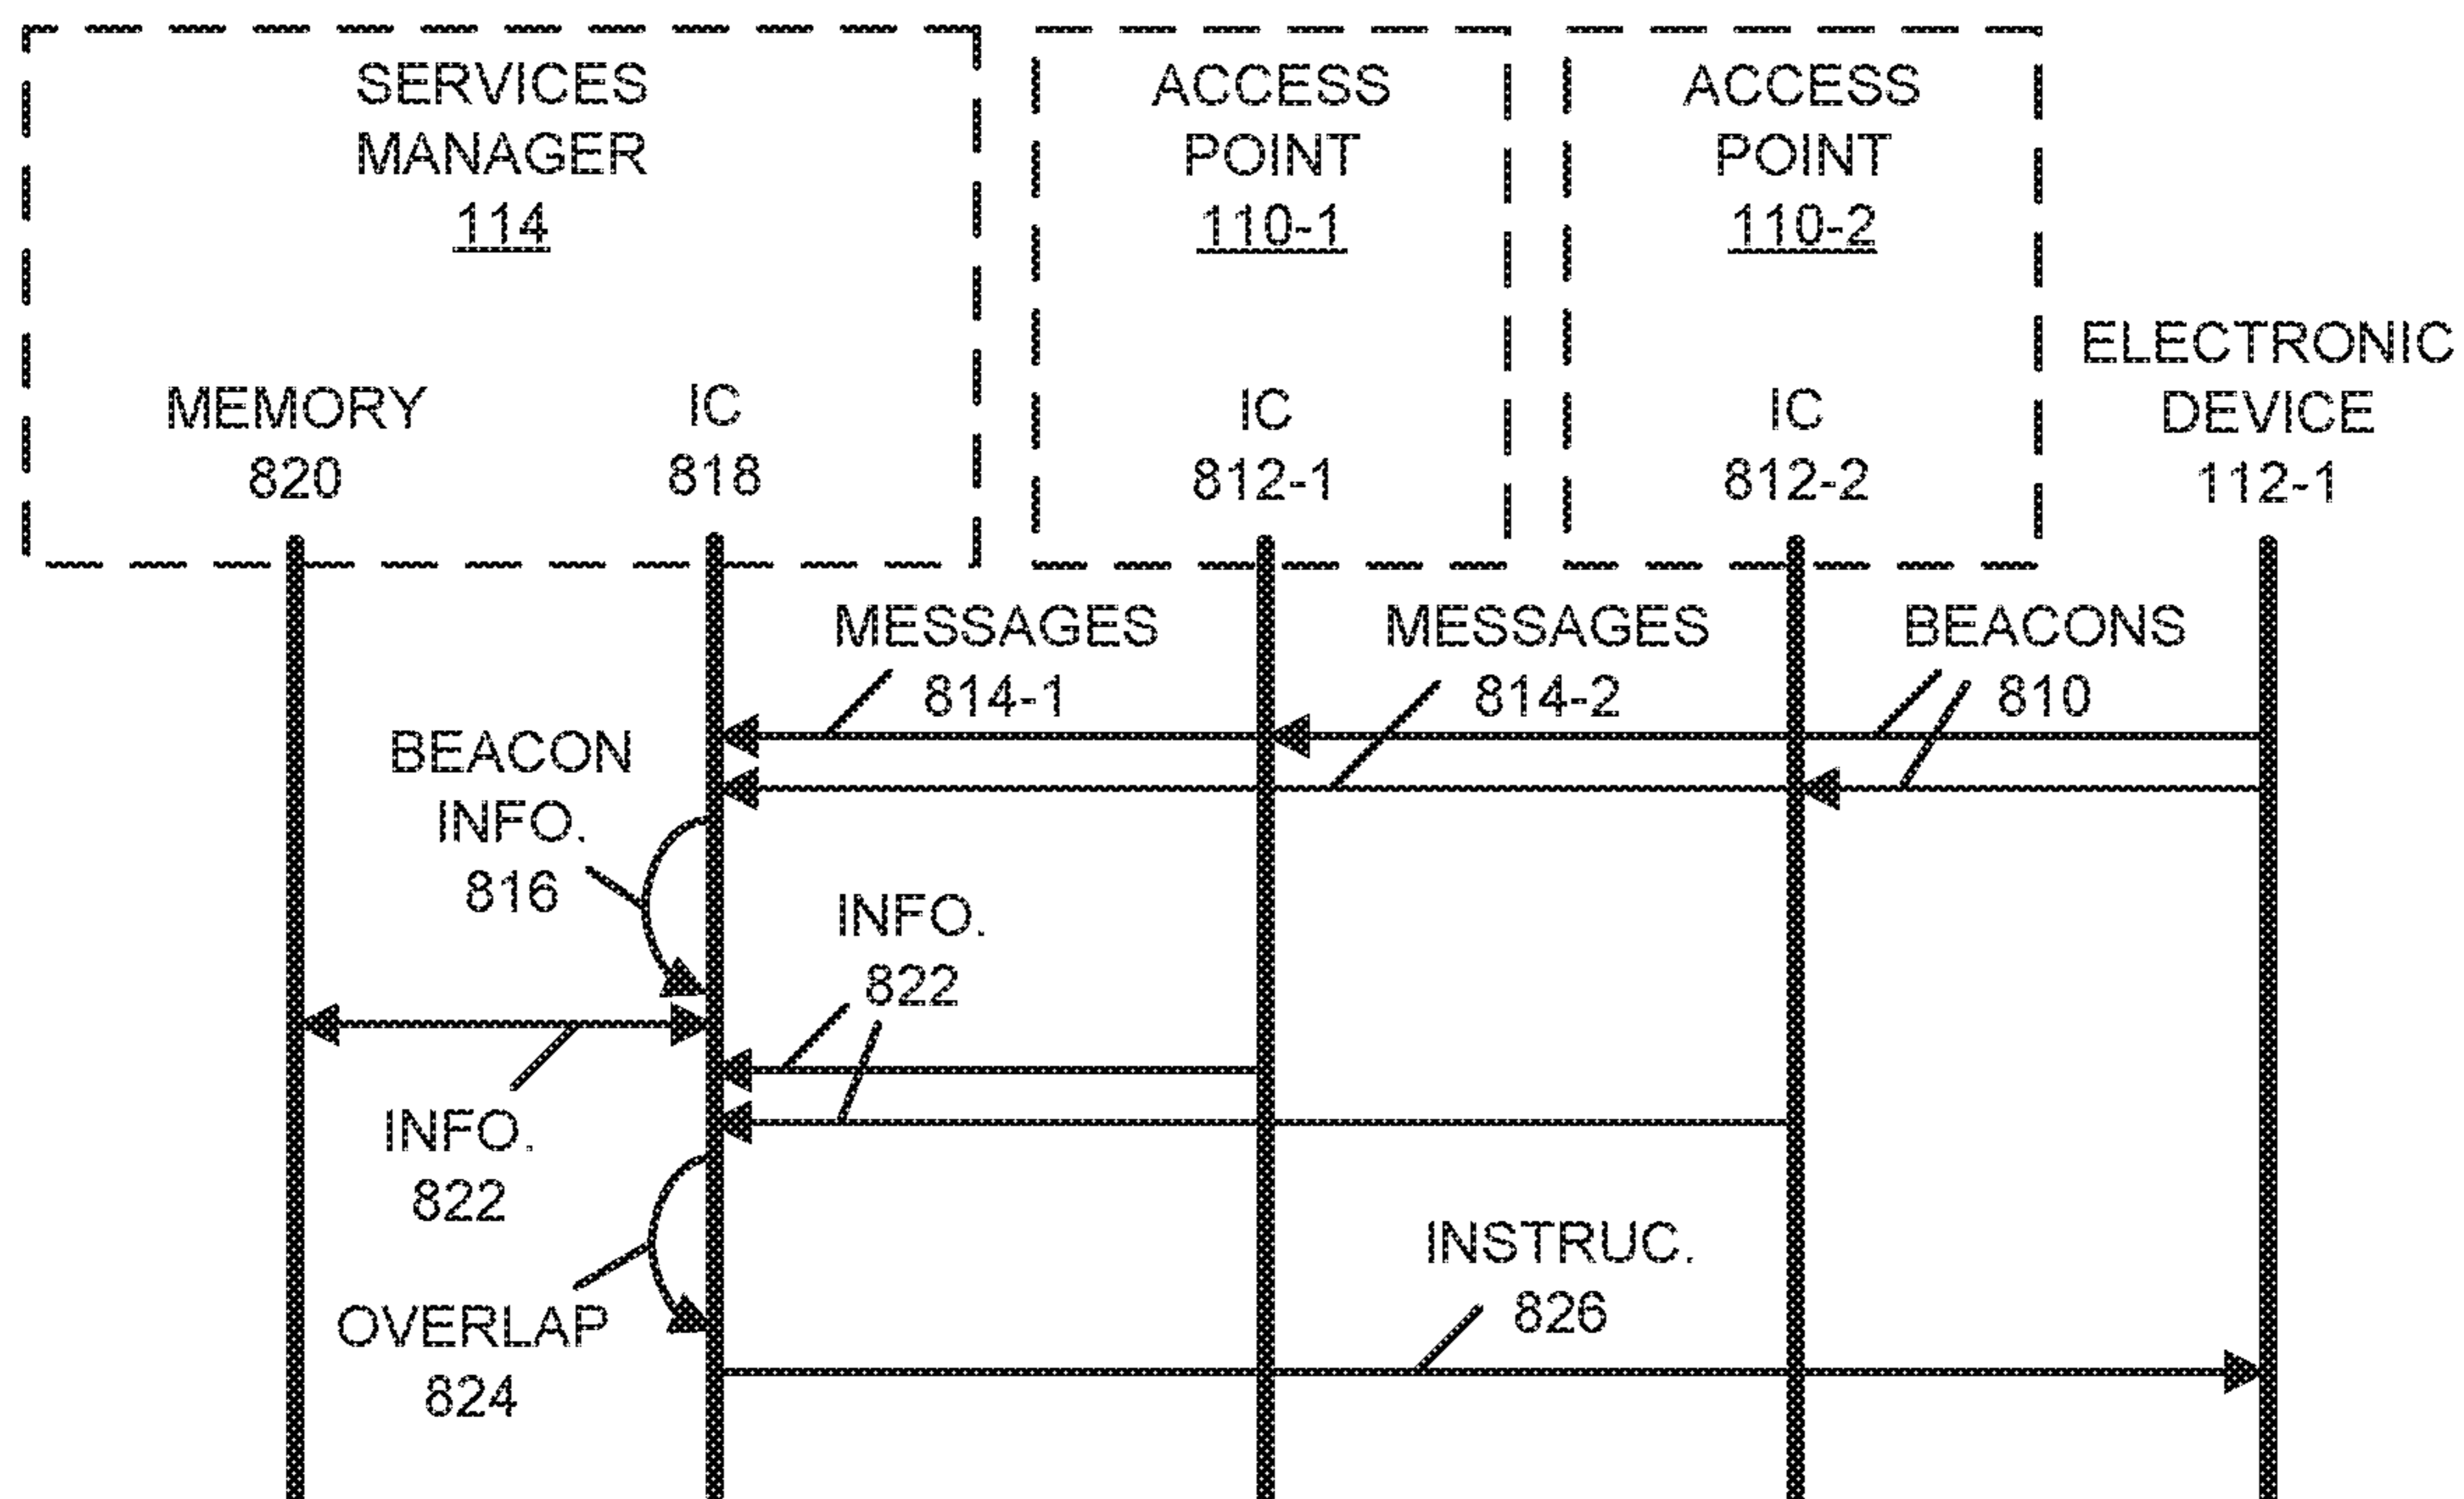 SERVICES
MANAGER
114
ACCESS
POINT
110-1
ACCESS
POINT
110-2
MEMORY
820
IC
818
IC
812-1
IC
812-2
ELECTRONIC
DEVICE
112-1
MESSAGES
814-1
MESSAGES
814-2
BEACONS
810
BEACON
INFO.
816
INFO.
822
INFO.
822
OVERLAP
824
INSTRUC.
826